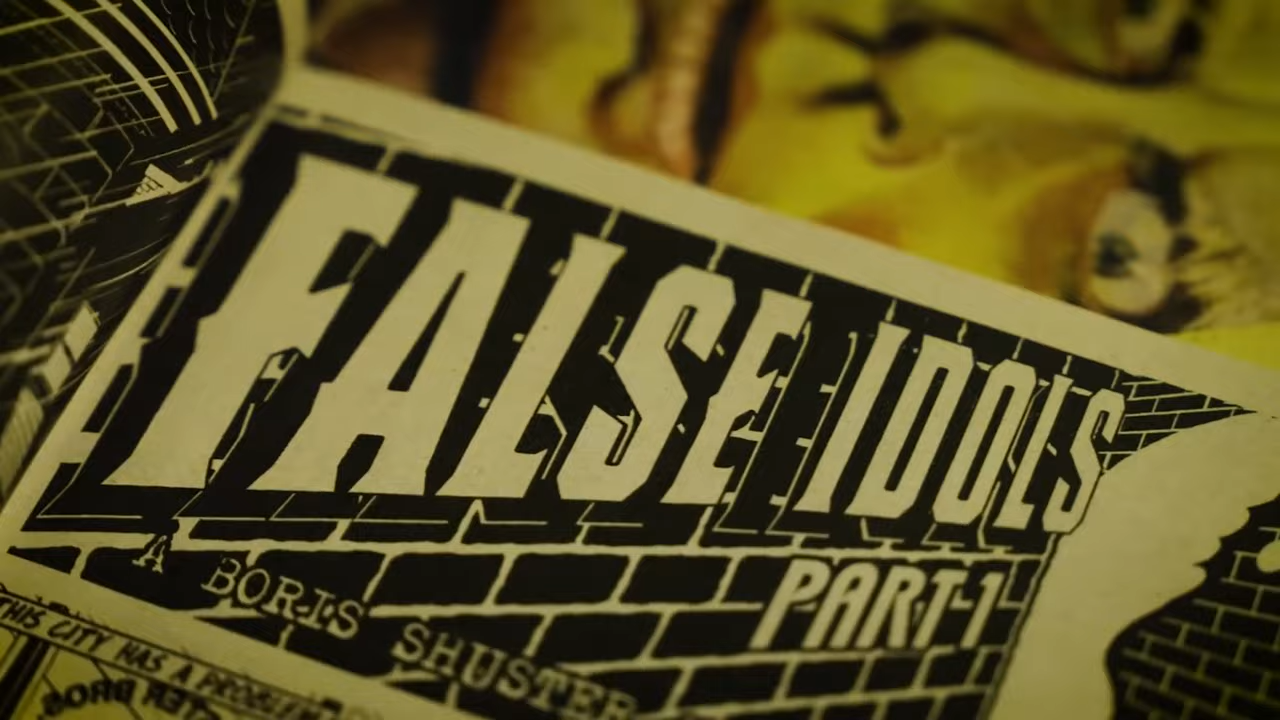 FALSE IDOLS
PART-1
A BORIS SHUSTER
THIS CITY HAS A PROBLEM